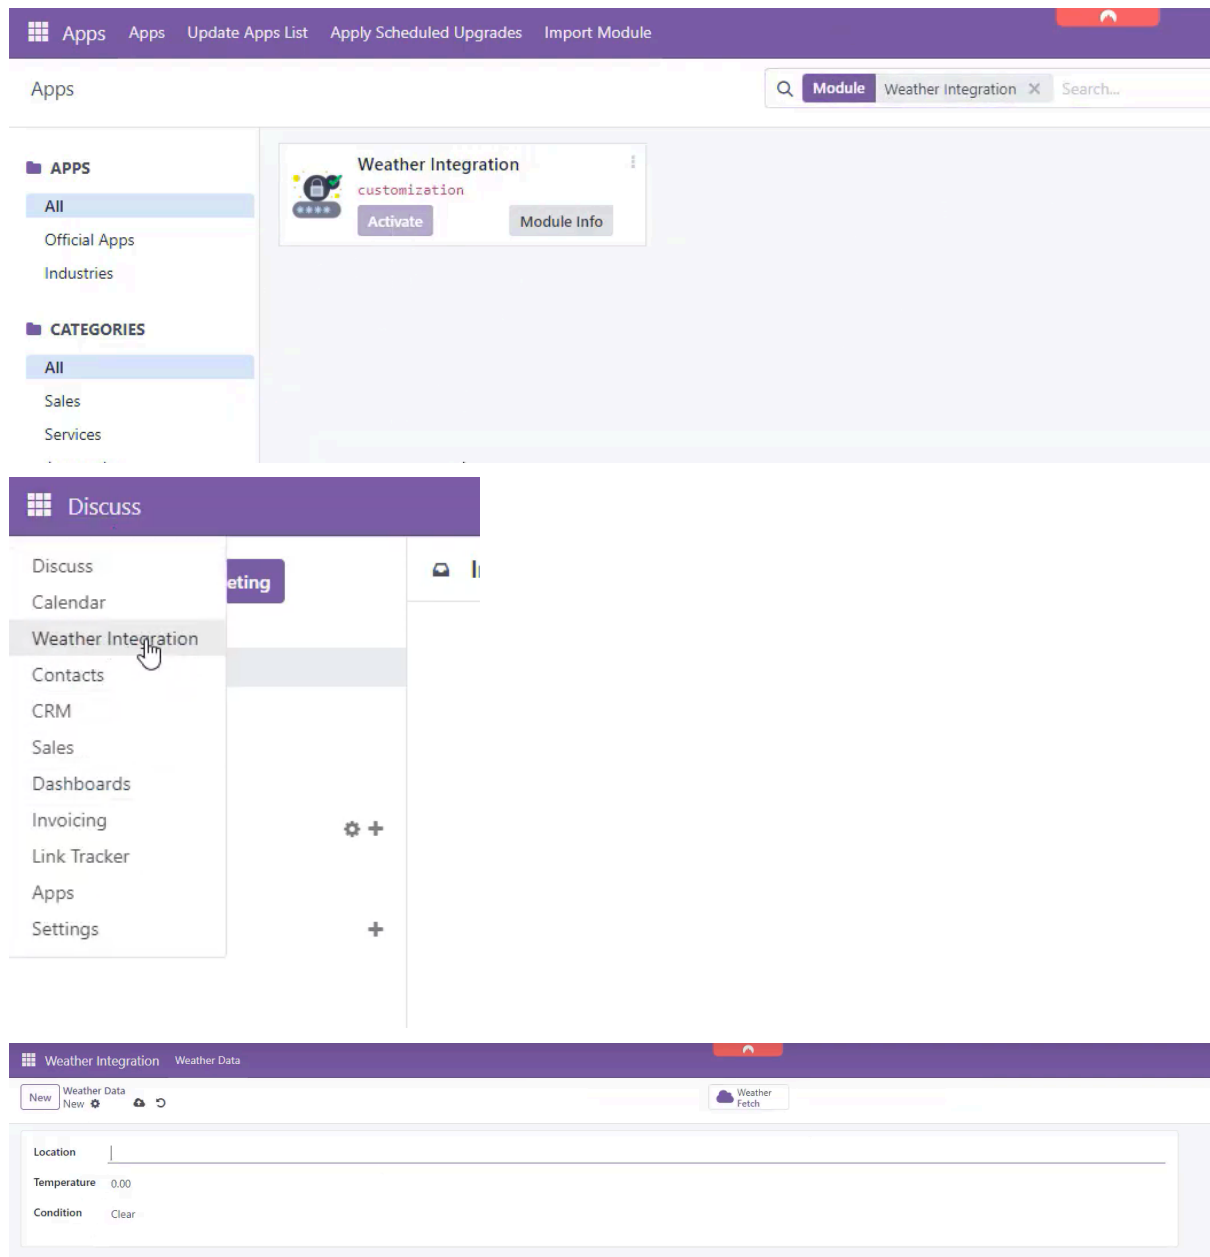 Apps Apps Update Apps List Apply Scheduled Upgrades Import Module
Apps
Module Weather Integration × Search...
APPS
All
Official Apps
Industries
CATEGORIES
All
Sales
Services
Weather Integration
customization
Activate Module Info
Discuss
Discuss
Calendar
Weather Integration
Contacts
CRM
Sales
Dashboards
Invoicing
Link Tracker
Apps
Settings
eting
Weather Integration Weather Data
New
Weather Data
New
Weather
Fetch
Location
Temperature 0.00
Condition Clear